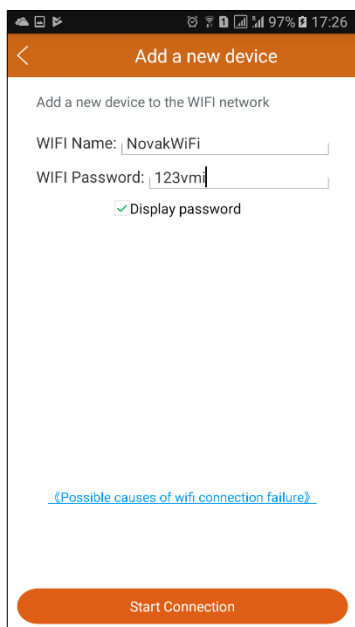 97% 17:26
Add a new device
Add a new device to the WIFI network
WIFI Name: NovakWiFi
WIFI Password: 123vmi
Display password
《Possible causes of wifi connection failure》
Start Connection